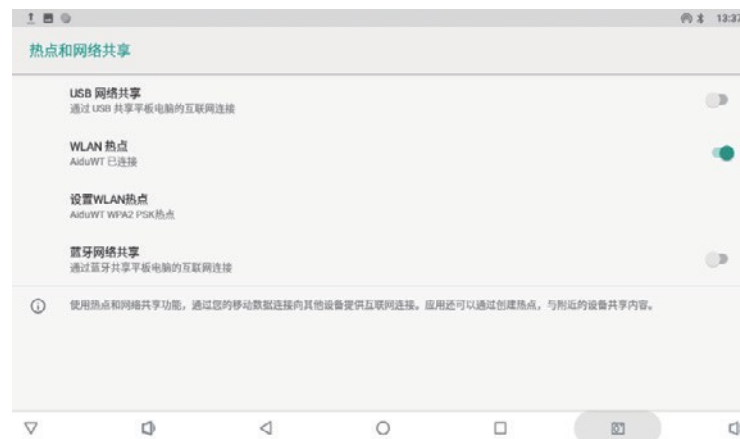 13:37
热点和网络共享
USB 网络共享
通过 USB 共享平板电脑的互联网连接
WLAN 热点
AiduWT 已连接
设置WLAN热点
AiduWT WPA2 PSK热点
蓝牙网络共享
通过蓝牙共享平板电脑的互联网连接
使用热点和网络共享功能，通过您的移动数据连接向其他设备提供互联网连接。应用还可以通过创建热点，与附近的设备共享内容。